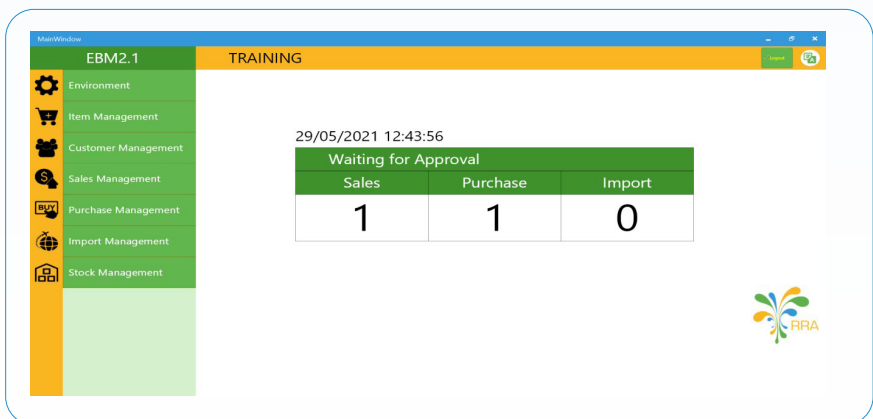 MainWindow
EBM2.1
TRAINING
Logout
Environment
Item Management
Customer Management
Sales Management
BUY
Purchase Management
Import Management
Stock Management
29/05/2021 12:43:56
Waiting for Approval
Sales Purchase Import
1 1 0
RRA